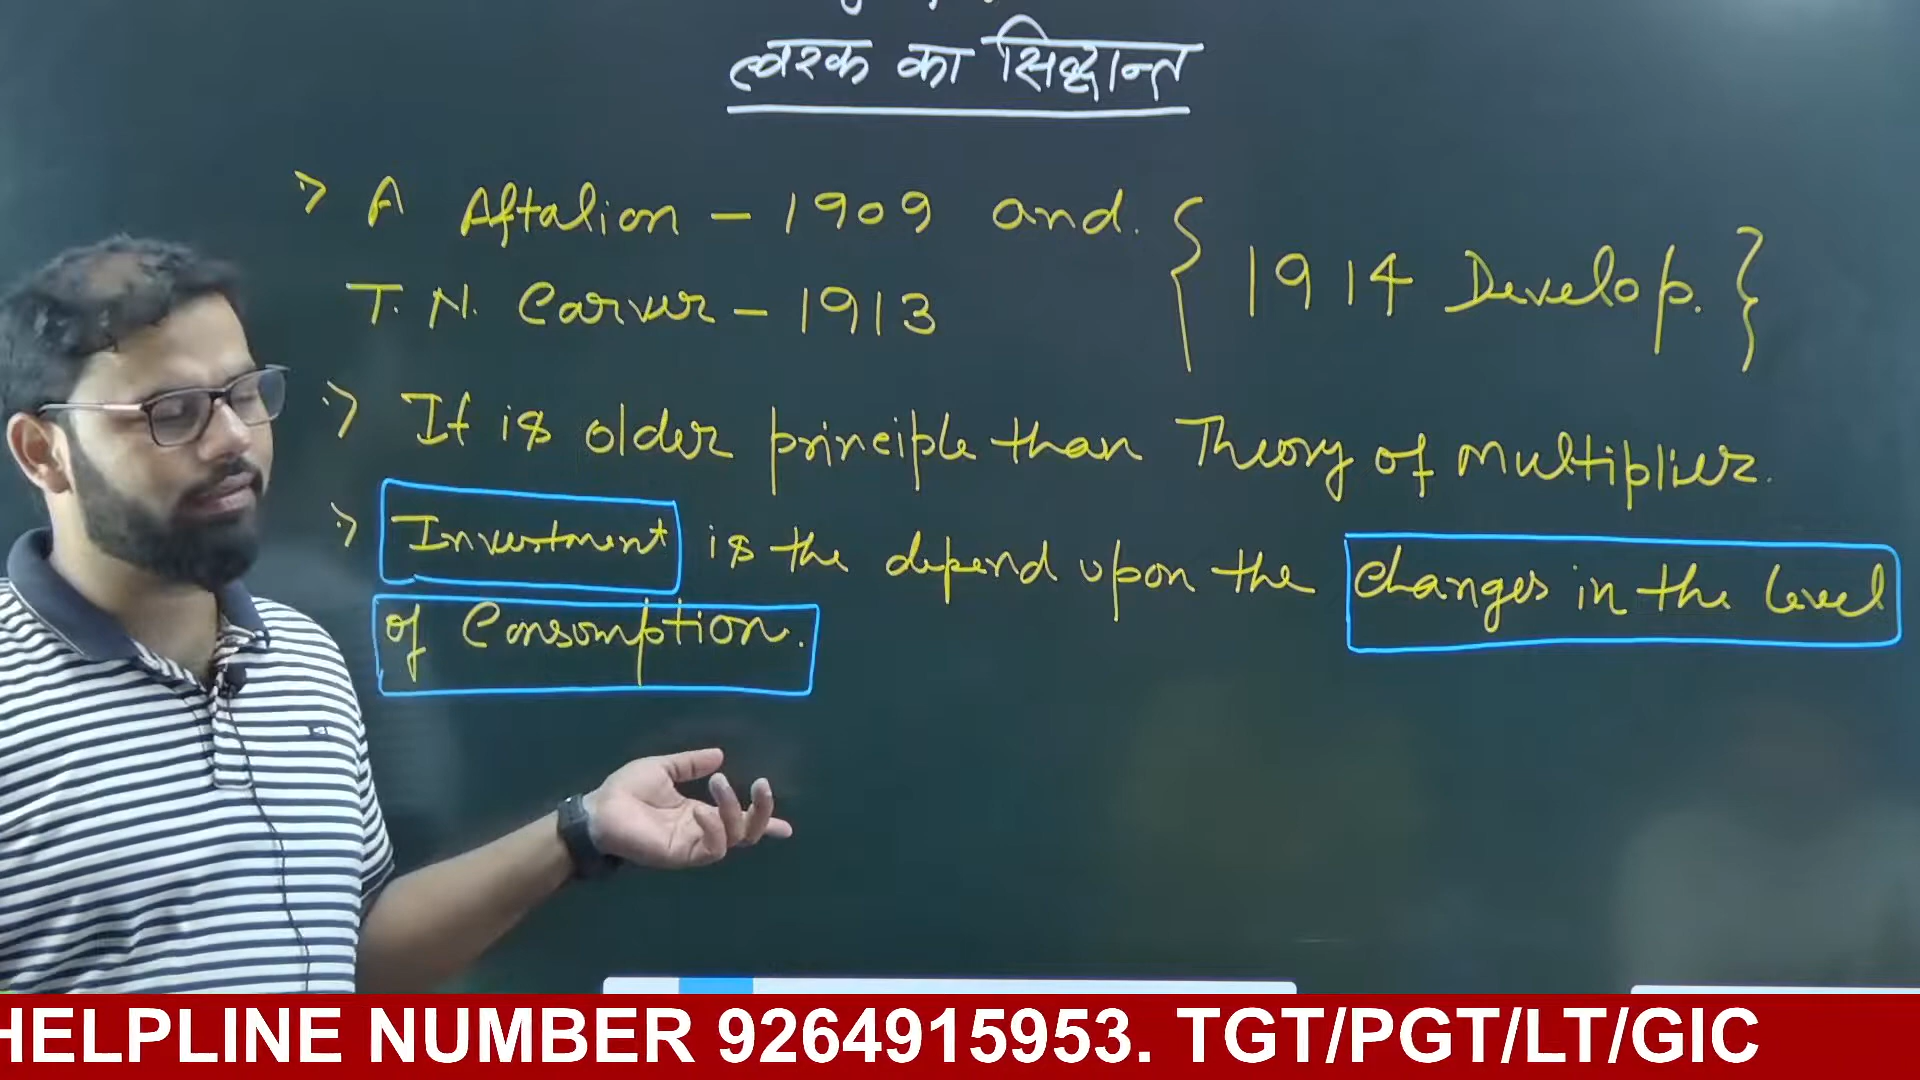 त्वरक का सिद्धान्त
A Aftalion - 1909 and. { 1914 Develop. }
T. N. Carver - 1913
It is older principle than Theory of multiplier.
Investment is the depend upon the changes in the level
of Consomption.
HELPLINE NUMBER 9264915953. TGT/PGT/LT/GIC